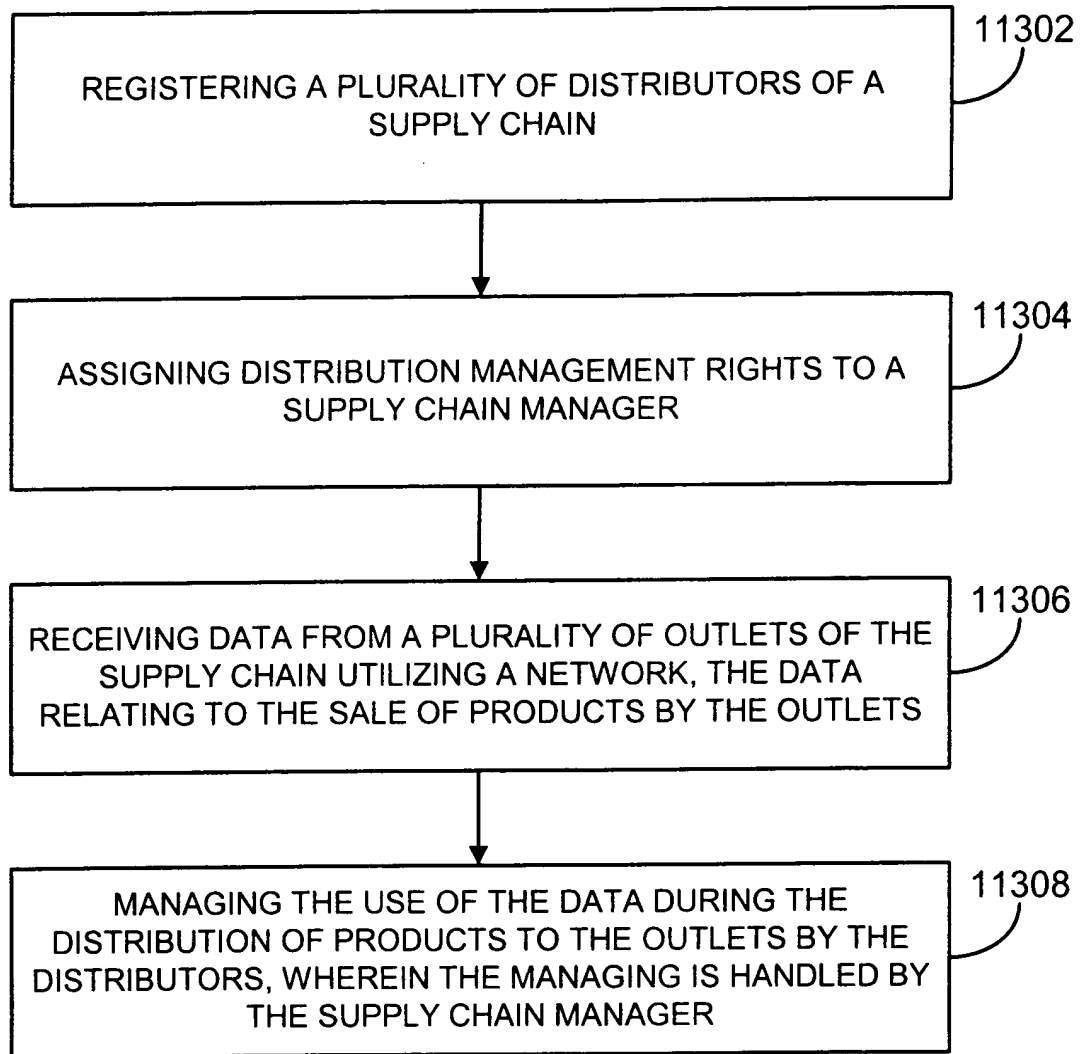 11302
REGISTERING A PLURALITY OF DISTRIBUTORS OF A
SUPPLY CHAIN
11304
ASSIGNING DISTRIBUTION MANAGEMENT RIGHTS TO A
SUPPLY CHAIN MANAGER
11306
RECEIVING DATA FROM A PLURALITY OF OUTLETS OF THE
SUPPLY CHAIN UTILIZING A NETWORK, THE DATA
RELATING TO THE SALE OF PRODUCTS BY THE OUTLETS
11308
MANAGING THE USE OF THE DATA DURING THE
DISTRIBUTION OF PRODUCTS TO THE OUTLETS BY THE
DISTRIBUTORS, WHEREIN THE MANAGING IS HANDLED BY
THE SUPPLY CHAIN MANAGER